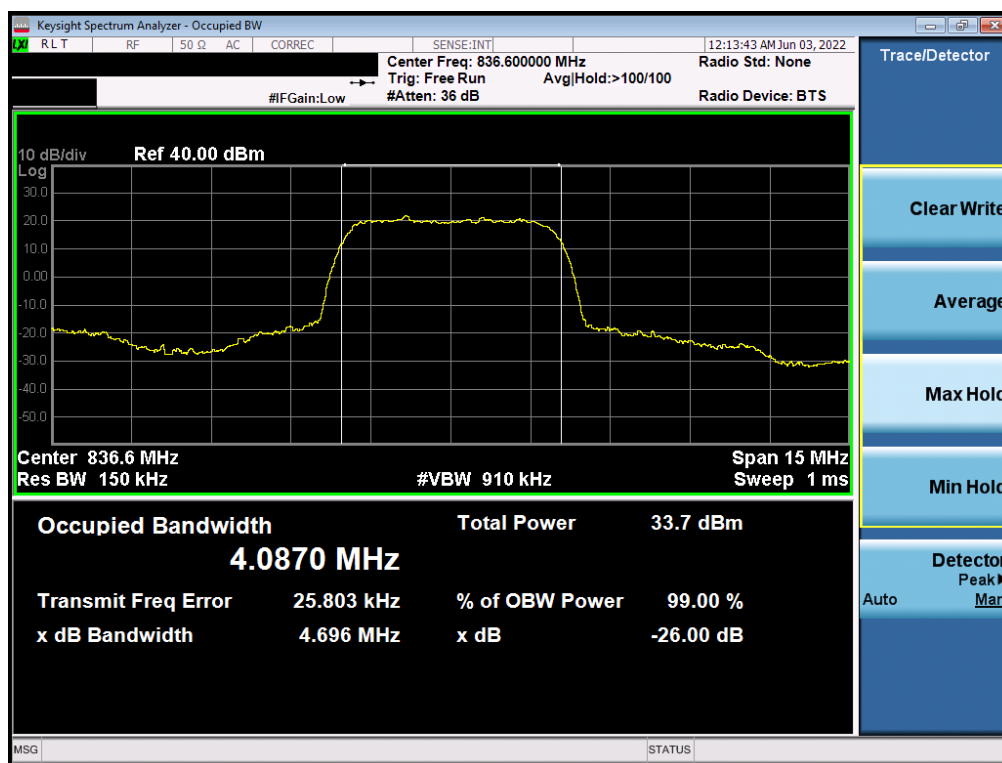 Keysight Spectrum Analyzer - Occupied BW
LXI RLT RF 50 Ω AC CORREC SENSE:INT 12:13:43 AM Jun 03, 2022
Center Freq: 836.600000 MHz Radio Std: None
Trig: Free Run Avg|Hold:>100/100
#IFGain:Low #Atten: 36 dB Radio Device: BTS
10 dB/div Ref 40.00 dBm
Log
30.0
20.0
10.0
0.00
-10.0
-20.0
-30.0
-40.0
-50.0
Center 836.6 MHz Span 15 MHz
Res BW 150 kHz #VBW 910 kHz Sweep 1 ms
Occupied Bandwidth Total Power 33.7 dBm
4.0870 MHz
Transmit Freq Error 25.803 kHz % of OBW Power 99.00 %
x dB Bandwidth 4.696 MHz x dB -26.00 dB
MSG STATUS
Trace/Detector
Clear Write
Average
Max Hold
Min Hold
Detector
Peak
Auto Man